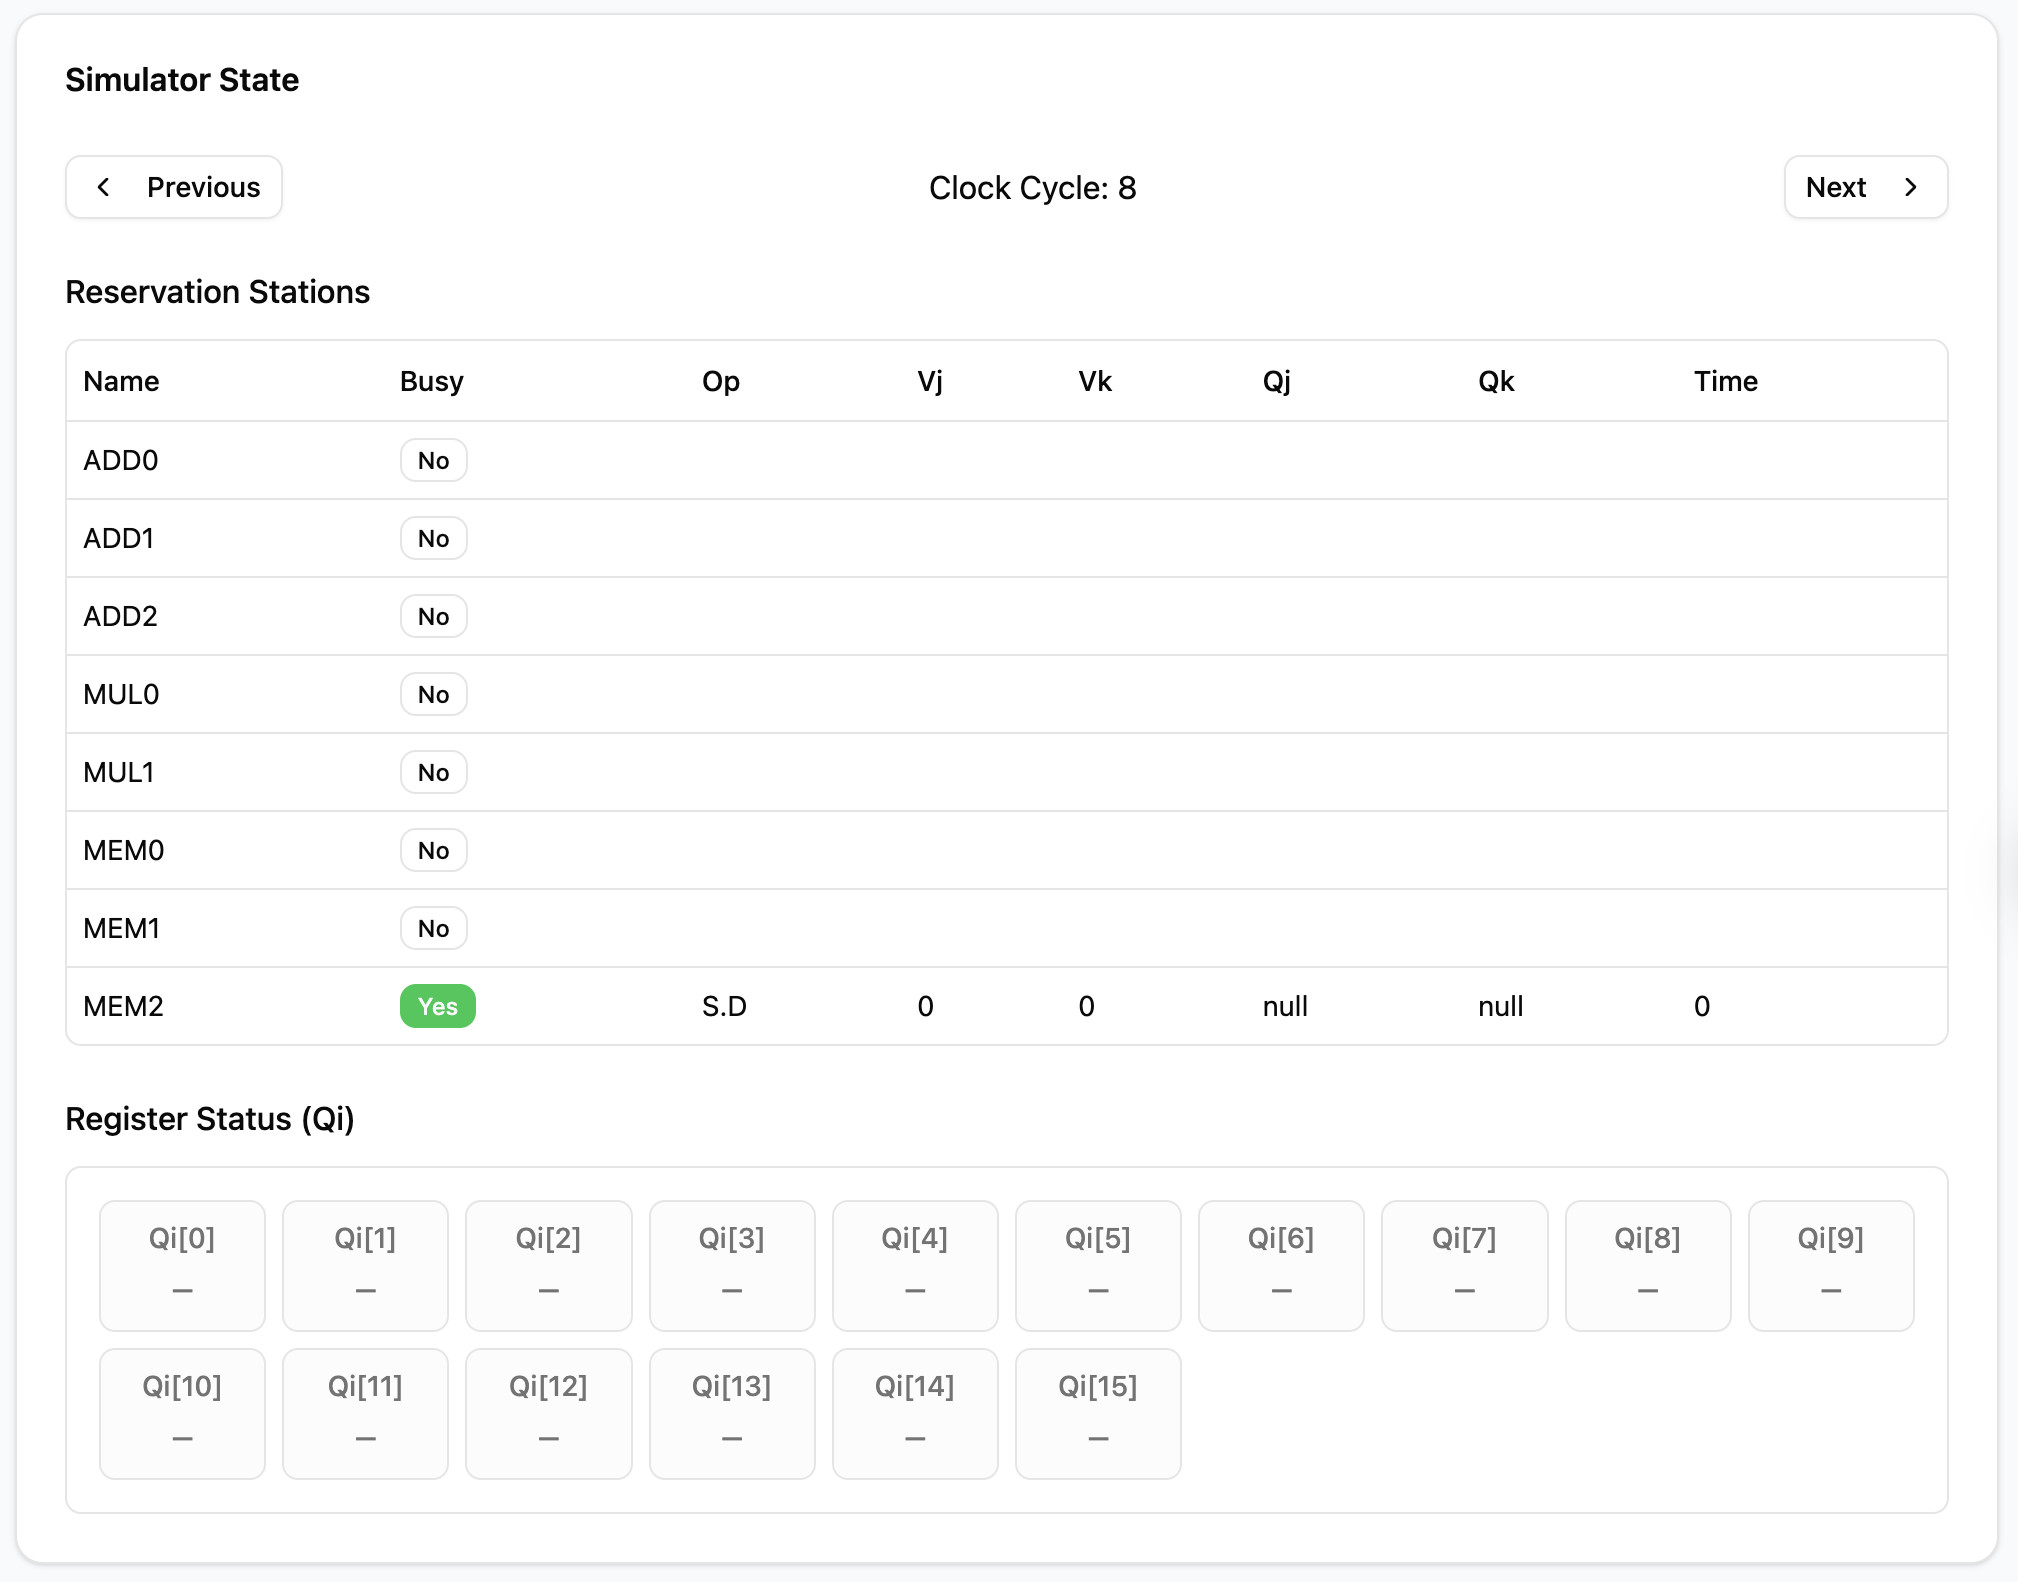 Simulator State
Previous
Clock Cycle: 8
Next
Reservation Stations
Name Busy Op Vj Vk Qj Qk Time
ADD0 No
ADD1 No
ADD2 No
MUL0 No
MUL1 No
MEM0 No
MEM1 No
MEM2 Yes S.D 0 0 null null 0
Register Status (Qi)
Qi[0] Qi[1] Qi[2] Qi[3] Qi[4] Qi[5] Qi[6] Qi[7] Qi[8] Qi[9]
– – – – – – – – – –
Qi[10] Qi[11] Qi[12] Qi[13] Qi[14] Qi[15]
– – – – – –